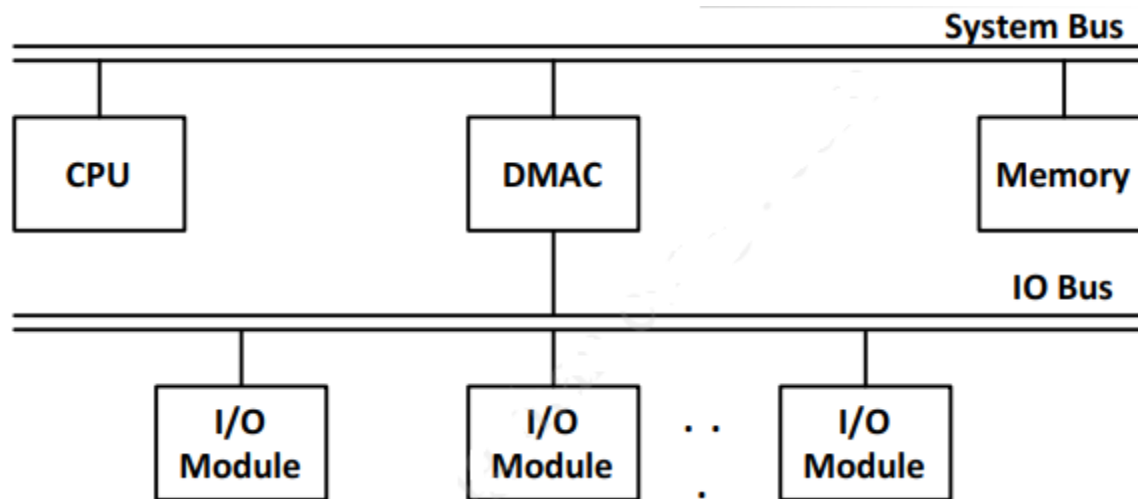 System Bus
CPU
DMAC
Memory
IO Bus
I/O
Module
I/O
Module
. .
.
I/O
Module